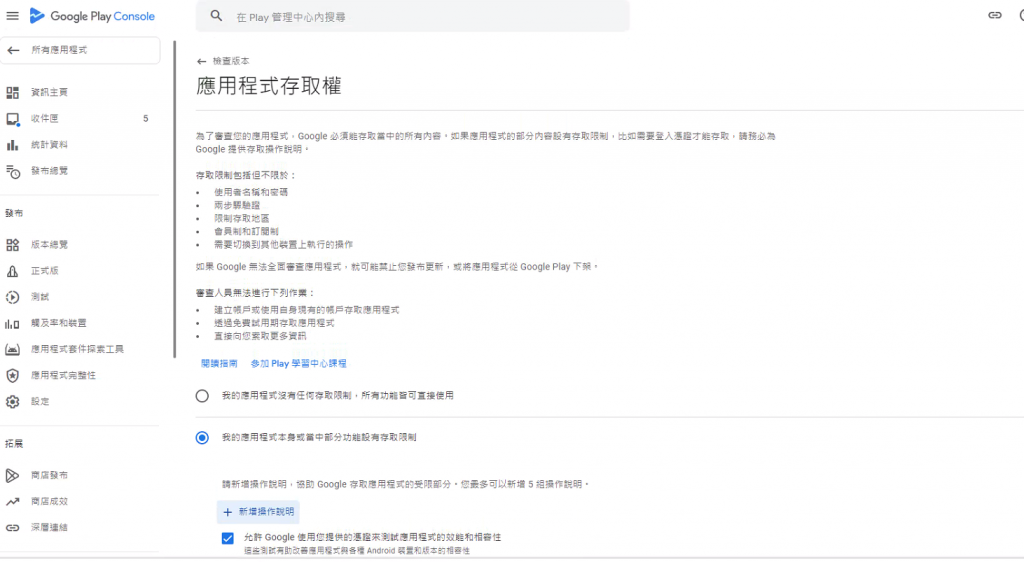 Google Play Console
在 Play 管理中心內搜尋
所有應用程式
資訊主頁
收件匣 5
統計資料
發布總覽
發布
版本總覽
正式版
測試
觸及率和裝置
應用程式套件探索工具
應用程式完整性
設定
拓展
商店發布
商店成效
深層連結
檢查版本
應用程式存取權
為了審查您的應用程式，Google 必須能存取當中的所有內容。如果應用程式的部分內容設有存取限制，比如需要登入憑證才能存取，請務必為
Google 提供存取操作說明。
存取限制包括但不限於：
• 使用者名稱和密碼
• 兩步驟驗證
• 限制存取地區
• 會員制和訂閱制
• 需要切換到其他裝置上執行的操作
如果 Google 無法全面審查應用程式，就可能禁止您發布更新，或將應用程式從 Google Play 下架。
審查人員無法進行下列作業：
• 建立帳戶或使用自身現有的帳戶存取應用程式
• 透過免費試用期存取應用程式
• 直接向您索取更多資訊
閱讀指南 參加 Play 學習中心課程
我的應用程式沒有任何存取限制，所有功能皆可直接使用
我的應用程式本身或當中部分功能設有存取限制
請新增操作說明，協助 Google 存取應用程式的受限部分。您最多可以新增 5 組操作說明。
+ 新增操作說明
允許 Google 使用您提供的憑證來測試應用程式的效能和相容性
這些測試有助改善應用程式與各種 Android 裝置和版本的相容性